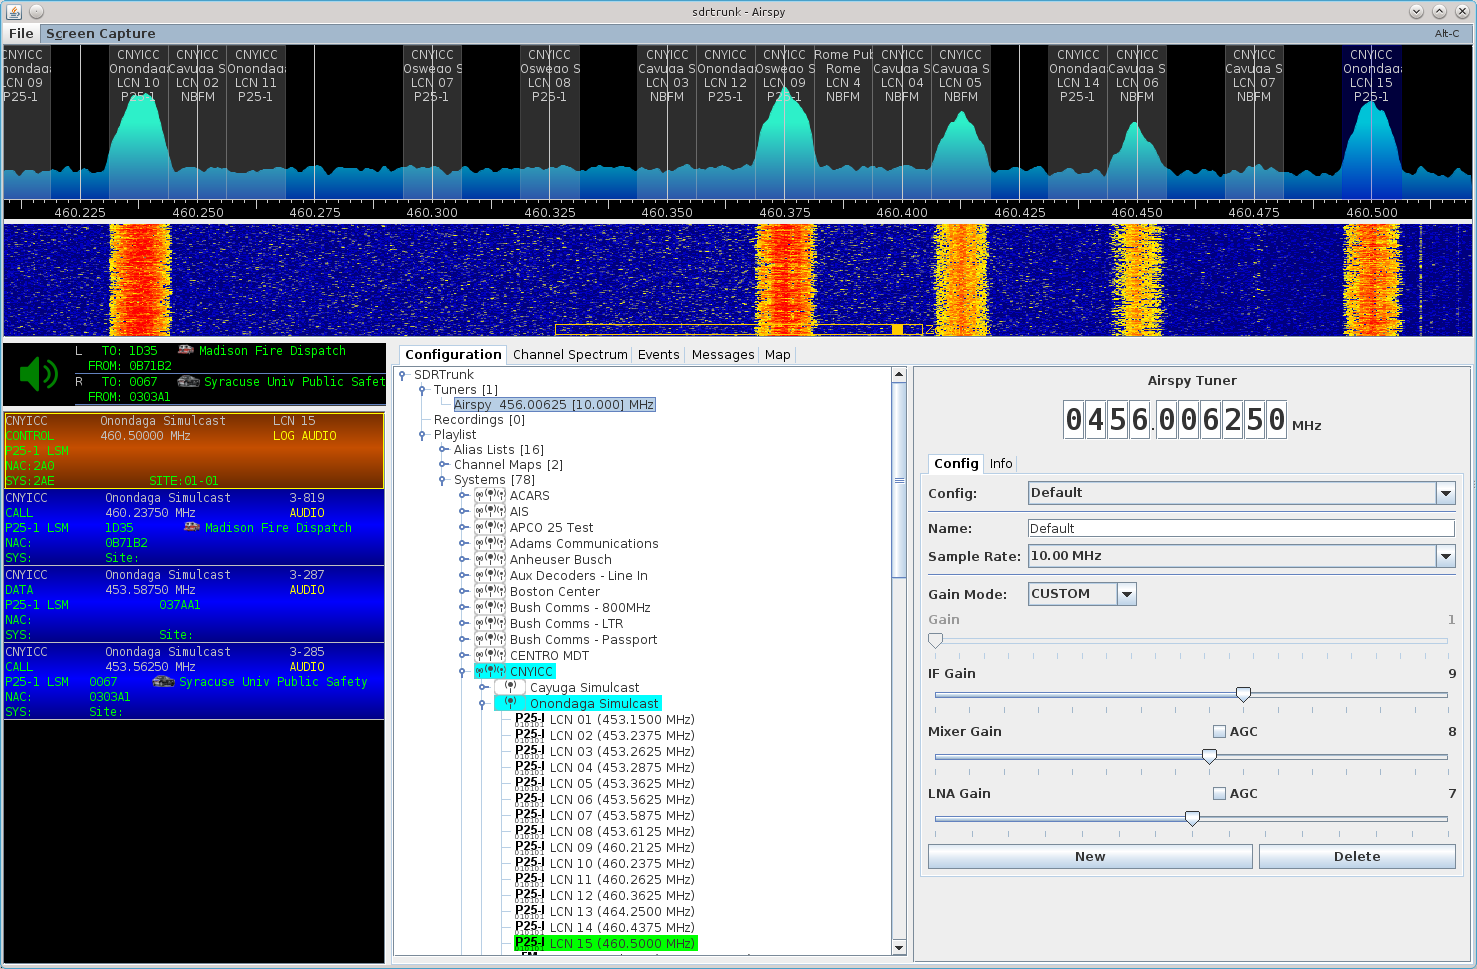 sdrtrunk - Airspy
File Screen Capture Alt-C
CNYICC CNYICC CNYICC CNYICC CNYICC CNYICC CNYICC CNYICC CNYICC Rome Pub CNYICC CNYICC CNYICC CNYICC CNYICC CNYICC
Onondaga Onondaga Cayuga S Onondaga Oswego S Oswego S Cayuga S Onondaga Oswego S Rome Cayuga S Cayuga S Onondaga Cayuga S Cayuga S Onondaga
LCN 09 LCN 10 LCN 02 LCN 11 LCN 07 LCN 08 LCN 03 LCN 12 LCN 09 LCN 4 LCN 04 LCN 05 LCN 14 LCN 06 LCN 07 LCN 15
P25-1 P25-1 NBFM P25-1 P25-1 P25-1 NBFM P25-1 P25-1 NBFM NBFM NBFM P25-1 NBFM NBFM P25-1
460.225 460.250 460.275 460.300 460.325 460.350 460.375 460.400 460.425 460.450 460.475 460.500
L TO: 1D35 Madison Fire Dispatch
FROM: 0B71B2
R TO: 0067 Syracuse Univ Public Safet
FROM: 0303A1
CNYICC Onondaga Simulcast LCN 15
CONTROL 460.50000 MHz LOG AUDIO
P25-1 LSM
NAC:2A0
SYS:2AE SITE:01-01
CNYICC Onondaga Simulcast 3-819
CALL 460.23750 MHz AUDIO
P25-1 LSM 1D35 Madison Fire Dispatch
NAC: 0B71B2
SYS: Site:
CNYICC Onondaga Simulcast 3-287
DATA 453.58750 MHz AUDIO
P25-1 LSM 037AA1
NAC:
SYS: Site:
CNYICC Onondaga Simulcast 3-285
CALL 453.56250 MHz AUDIO
P25-1 LSM 0067 Syracuse Univ Public Safety
NAC: 0303A1
SYS: Site:
Configuration Channel Spectrum Events Messages Map
SDRTrunk
Tuners [1]
Airspy 456.00625 [10.000] MHz
Recordings [0]
Playlist
Alias Lists [16]
Channel Maps [2]
Systems [78]
ACARS
AIS
APCO 25 Test
Adams Communications
Anheuser Busch
Aux Decoders - Line In
Boston Center
Bush Comms - 800MHz
Bush Comms - LTR
Bush Comms - Passport
CENTRO MDT
CNYICC
Cayuga Simulcast
Onondaga Simulcast
P25-I LCN 01 (453.1500 MHz)
P25-I LCN 02 (453.2375 MHz)
P25-I LCN 03 (453.2625 MHz)
P25-I LCN 04 (453.2875 MHz)
P25-I LCN 05 (453.3625 MHz)
P25-I LCN 06 (453.5625 MHz)
P25-I LCN 07 (453.5875 MHz)
P25-I LCN 08 (453.6125 MHz)
P25-I LCN 09 (460.2125 MHz)
P25-I LCN 10 (460.2375 MHz)
P25-I LCN 11 (460.2625 MHz)
P25-I LCN 12 (460.3625 MHz)
P25-I LCN 13 (464.2500 MHz)
P25-I LCN 14 (460.4375 MHz)
P25-I LCN 15 (460.5000 MHz)
Airspy Tuner
0456.006250 MHz
Config Info
Config: Default
Name: Default
Sample Rate: 10.00 MHz
Gain Mode: CUSTOM
Gain 1
IF Gain 9
Mixer Gain AGC 8
LNA Gain AGC 7
New Delete